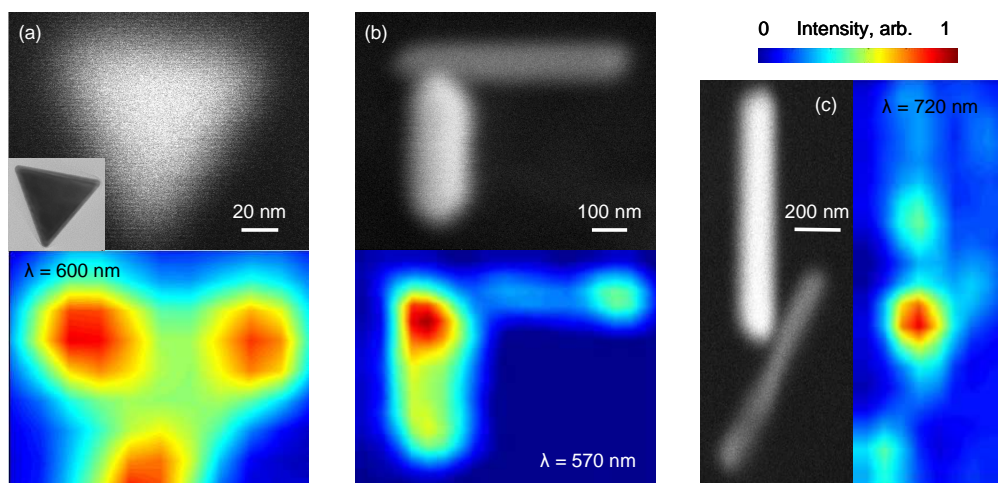 (a)
(b)
0 Intensity, arb. 1
(c)
λ = 720 nm
20 nm
100 nm
200 nm
λ = 600 nm
λ = 570 nm